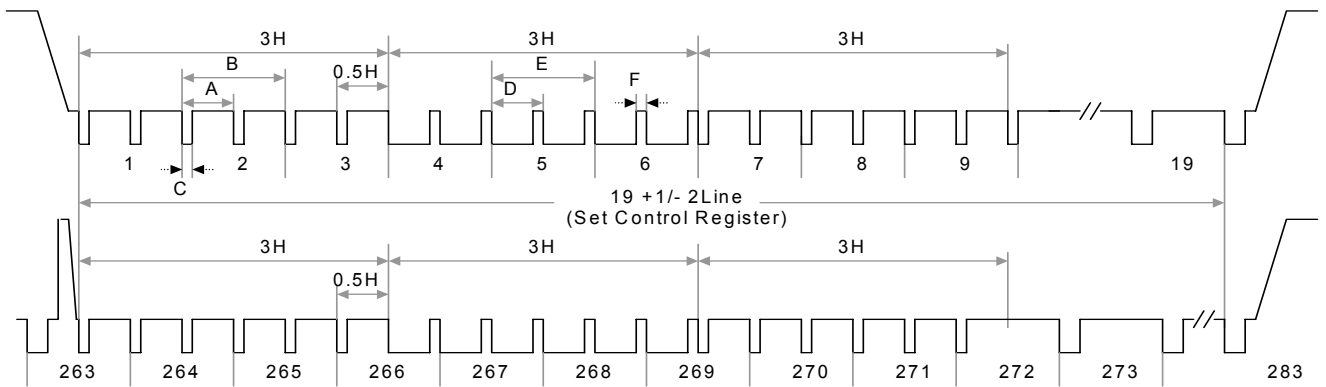 3H 3H 3H
B E
0.5H F
A D
1 2 3 4 5 6 7 8 9 19
C
19 +1/- 2Line
(Set Control Register)
3H 3H 3H
0.5H
263 264 265 266 267 268 269 270 271 272 273 283